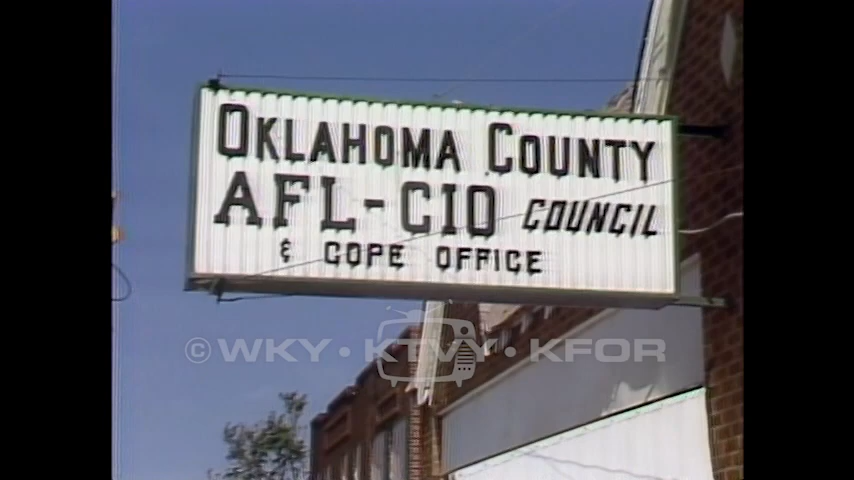 OKLAHOMA COUNTY
AFL-CIO COUNCIL
& COPE OFFICE
© WKY • KTVY • KFOR